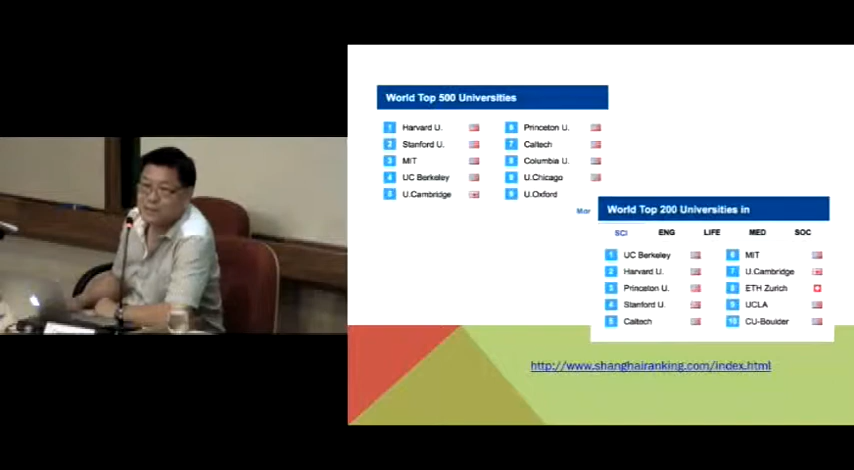 World Top 500 Universities
1 Harvard U.
2 Stanford U.
3 MIT
4 UC Berkeley
5 U.Cambridge
6 Princeton U.
7 Caltech
8 Columbia U.
9 U.Chicago
9 U.Oxford
Mor
World Top 200 Universities in
SCI ENG LIFE MED SOC
1 UC Berkeley
2 Harvard U.
3 Princeton U.
4 Stanford U.
5 Caltech
6 MIT
7 U.Cambridge
8 ETH Zurich
9 UCLA
10 CU-Boulder
http://www.shanghairanking.com/index.html